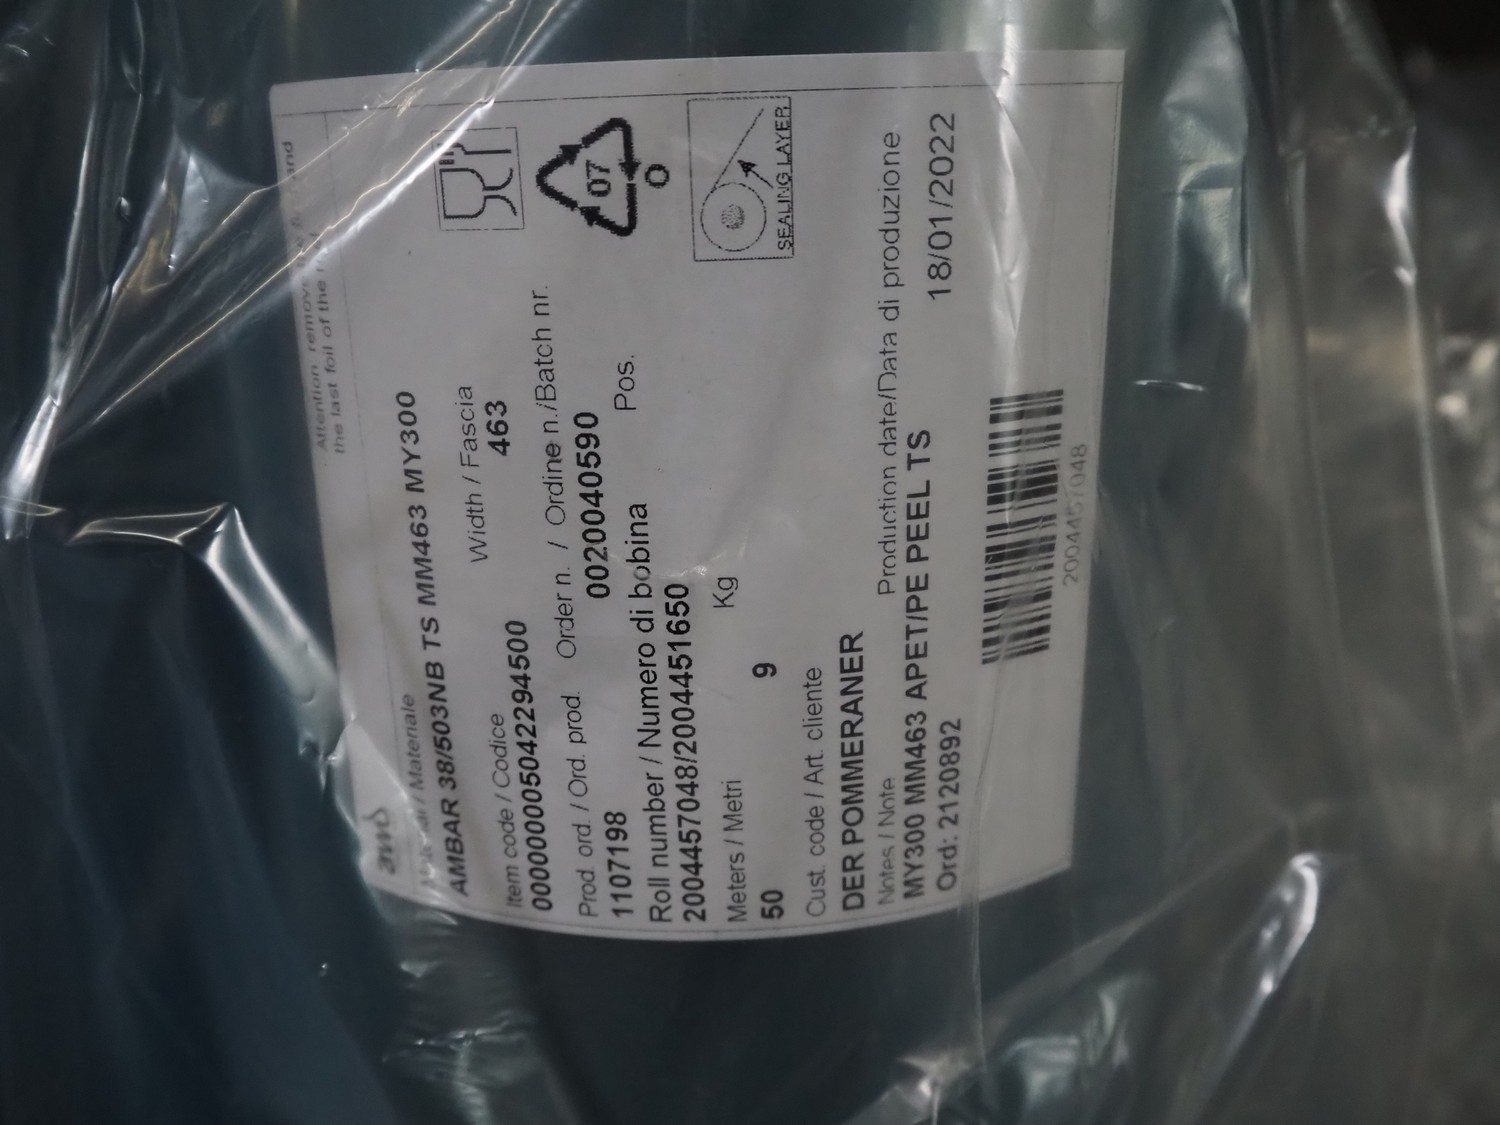 Attention: remove and
the last foil of the
Materiale
AMBAR 38/503NB TS MM463 MY300
Item code / Codice Width / Fascia
000000005042294500 463
Prod. ord. / Ord. prod. Order n. / Ordine n./Batch nr.
1107198 0020040590
Roll number / Numero di bobina Pos.
2004457048/2004451650
Meters / Metri Kg
50 9
Cust. code / Art. cliente
DER POMMERANER
Notes / Note Production date/Data di produzione
MY300 MM463 APET/PE PEEL TS 18/01/2022
Ord: 2120892
2004457048
07
O
SEALING LAYER